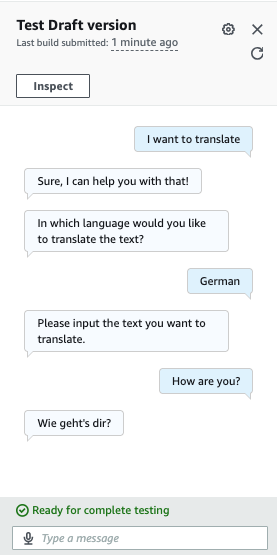 Test Draft version
Last build submitted: 1 minute ago
Inspect
I want to translate
Sure, I can help you with that!
In which language would you like
to translate the text?
German
Please input the text you want to
translate.
How are you?
Wie geht's dir?
Ready for complete testing
Type a message